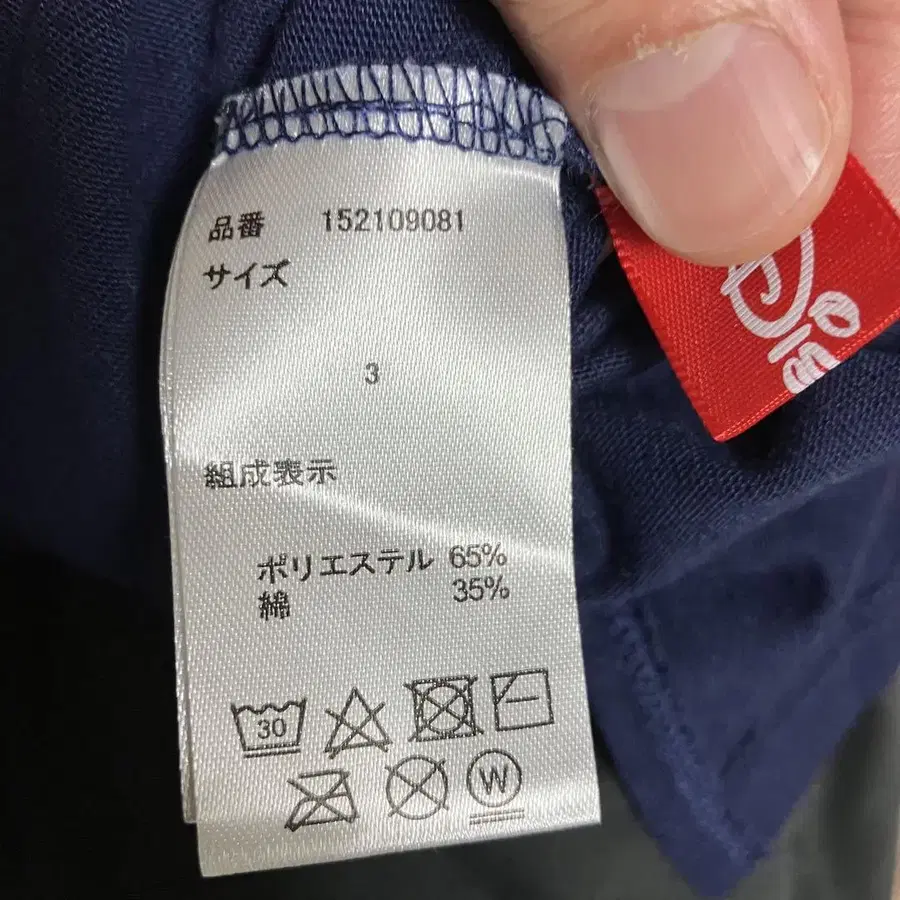 品番 152109081
サイズ
3
組成表示
ポリエステル 65%
綿 35%
30
W